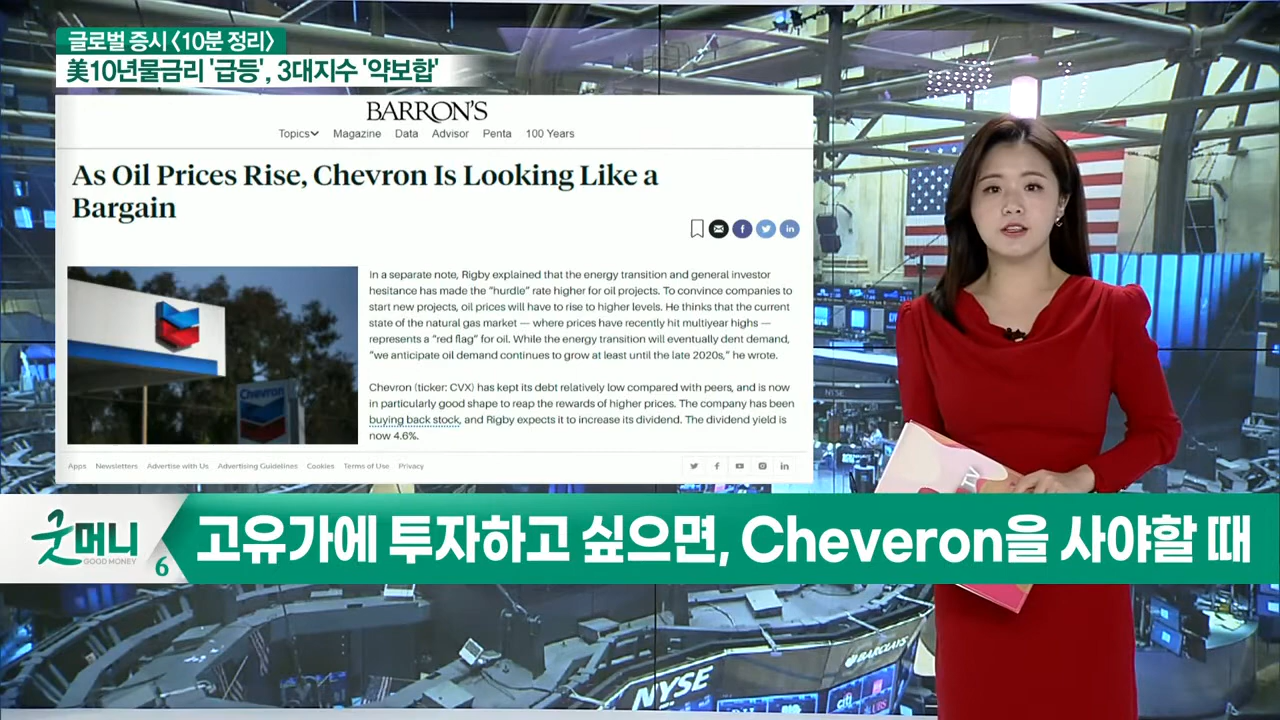 글로벌 증시 <10분 정리>
美10년물금리 '급등', 3대지수 '약보합'
BARRON'S
Topics Magazine Data Advisor Penta 100 Years
As Oil Prices Rise, Chevron Is Looking Like a
Bargain
In a separate note, Rigby explained that the energy transition and general investor
hesitance has made the "hurdle" rate higher for oil projects. To convince companies to
start new projects, oil prices will have to rise to higher levels. He thinks that the current
state of the natural gas market — where prices have recently hit multiyear highs —
represents a "red flag" for oil. While the energy transition will eventually dent demand,
"we anticipate oil demand continues to grow at least until the late 2020s," he wrote.
Chevron (ticker: CVX) has kept its debt relatively low compared with peers, and is now
in particularly good shape to reap the rewards of higher prices. The company has been
buying back stock, and Rigby expects it to increase its dividend. The dividend yield is
now 4.6%.
Chevron
Apps Newsletters Advertise with Us Advertising Guidelines Cookies Terms of Use Privacy
굿머니
GOOD MONEY
6
고유가에 투자하고 싶으면, Cheveron을 사야할 때
NYSE
BARCLAYS
citi
UBS